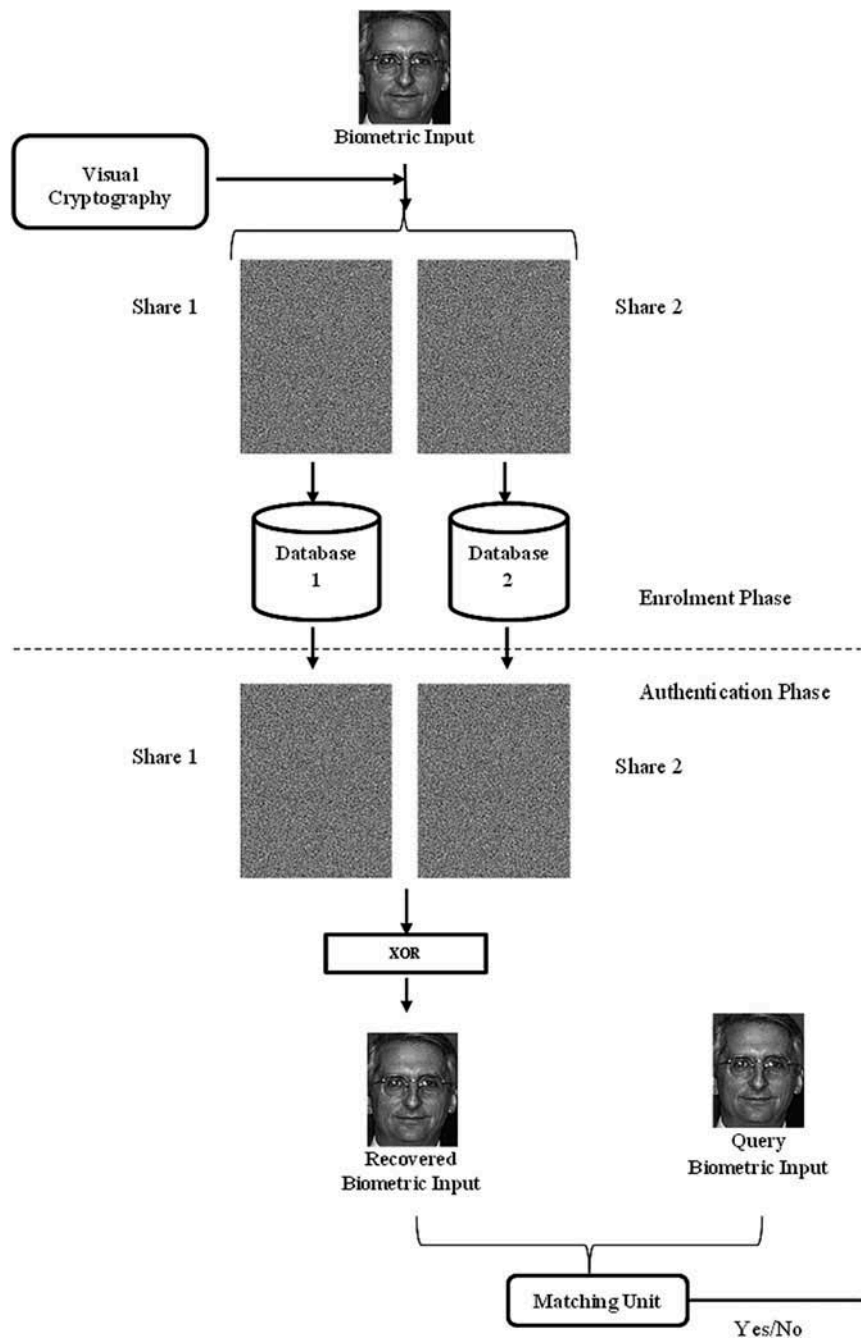 Biometric Input
Visual
Cryptography
Share 1
Share 2
Database
1
Database
2
Enrolment Phase
Authentication Phase
Share 1
Share 2
XOR
Recovered
Biometric Input
Query
Biometric Input
Matching Unit
Yes/No